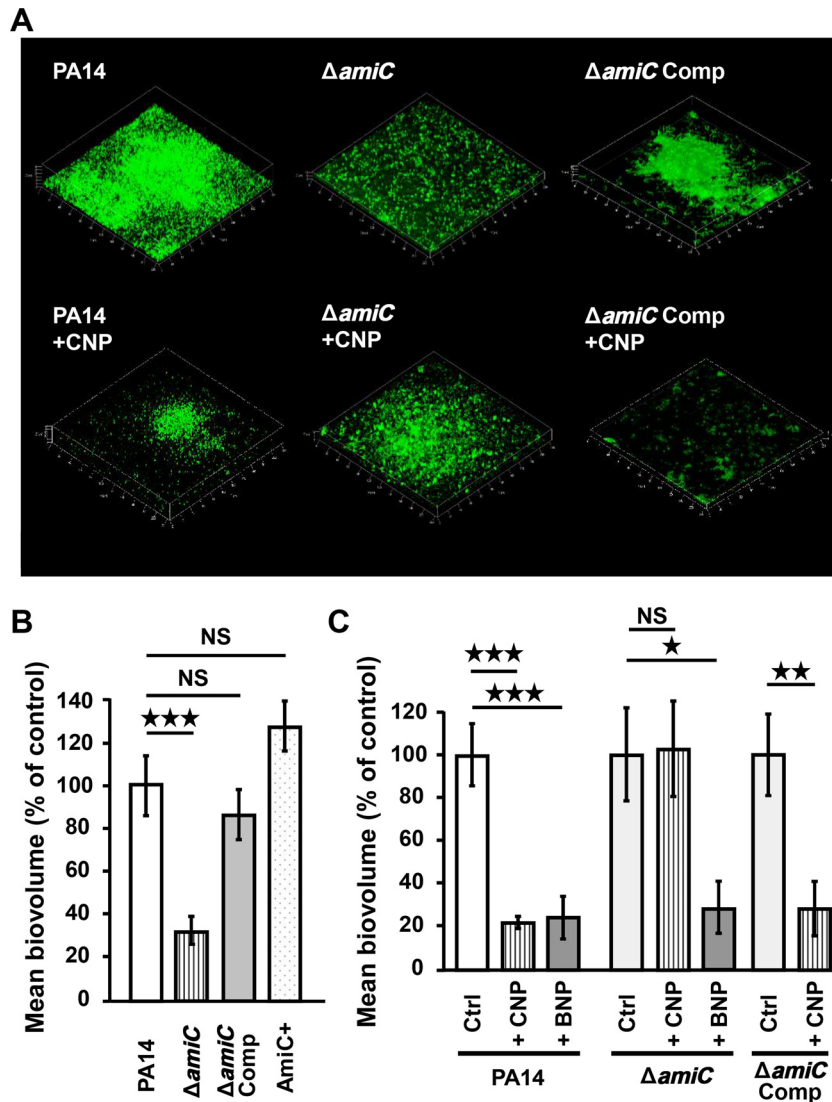 A
PA14
ΔamiC
ΔamiC Comp
PA14
+CNP
ΔamiC
+CNP
ΔamiC Comp
+CNP
B
NS
NS
★★★
Mean biovolume (% of control)
140
120
100
80
60
40
20
0
PA14
ΔamiC
ΔamiC
Comp
AmiC+
C
NS
★★★
★
★★★
★★
Mean biovolume (% of control)
120
100
80
60
40
20
0
Ctrl
+ CNP
+ BNP
Ctrl
+ CNP
+ BNP
Ctrl
+ CNP
PA14
ΔamiC
ΔamiC
Comp